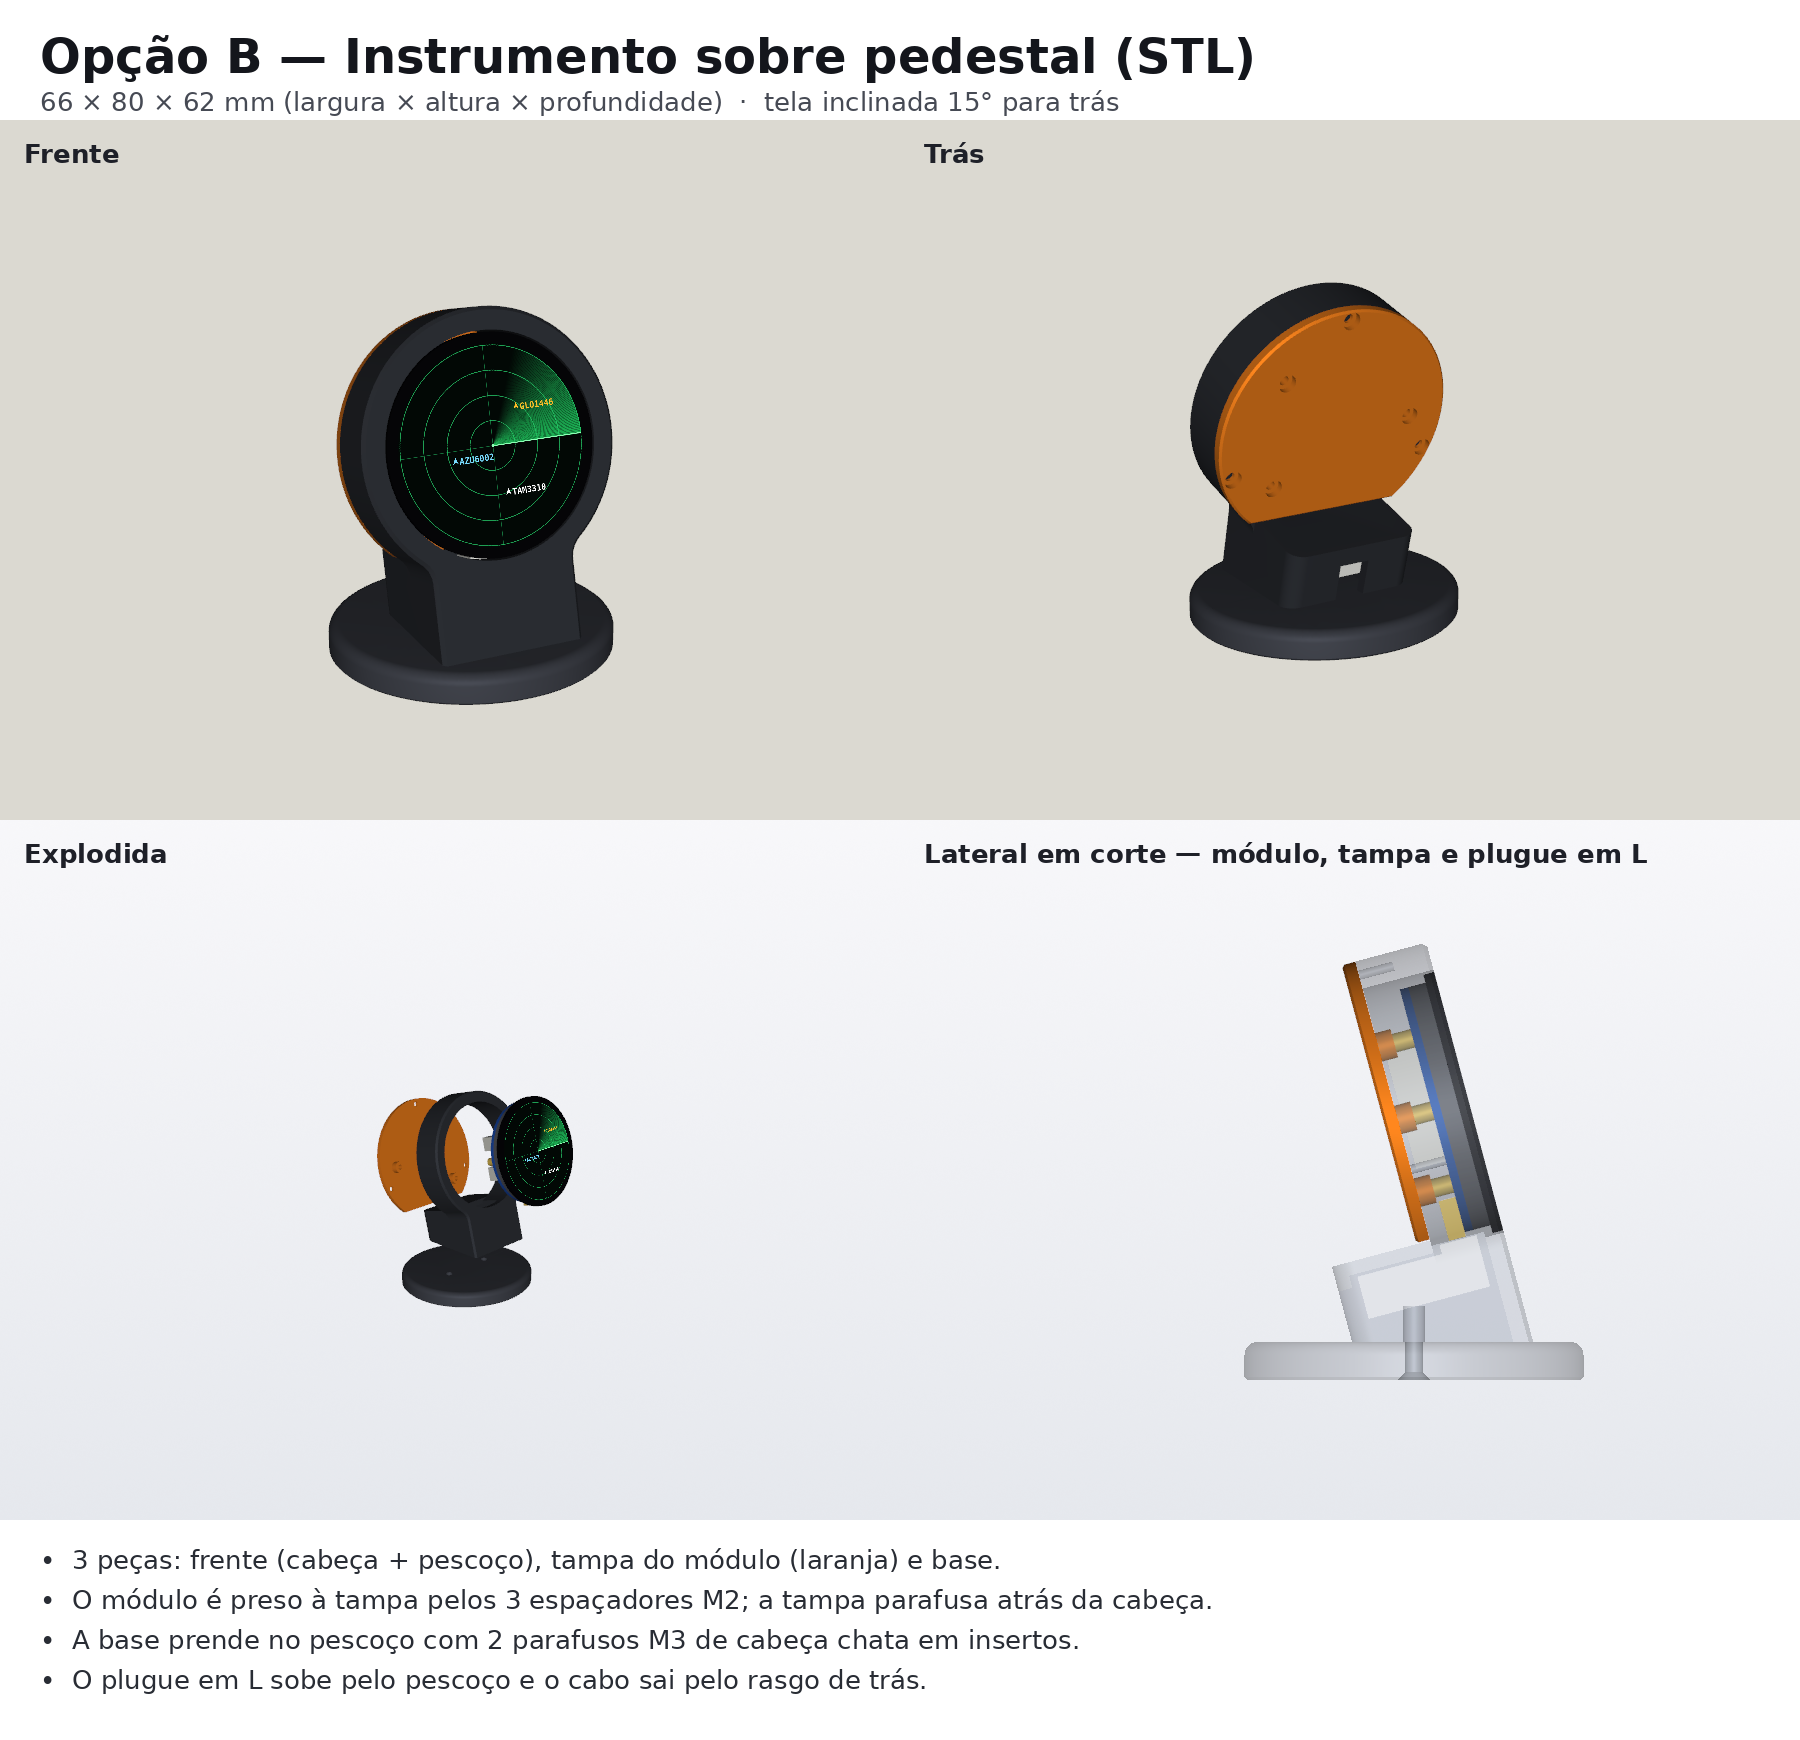 Opção B — Instrumento sobre pedestal (STL)
66 × 80 × 62 mm (largura × altura × profundidade)  ·  tela inclinada 15° para trás
Frente
Trás
GLO1446
AZU6002
TAM3310
Explodida
Lateral em corte — módulo, tampa e plugue em L
• 3 peças: frente (cabeça + pescoço), tampa do módulo (laranja) e base.
• O módulo é preso à tampa pelos 3 espaçadores M2; a tampa parafusa atrás da cabeça.
• A base prende no pescoço com 2 parafusos M3 de cabeça chata em insertos.
• O plugue em L sobe pelo pescoço e o cabo sai pelo rasgo de trás.